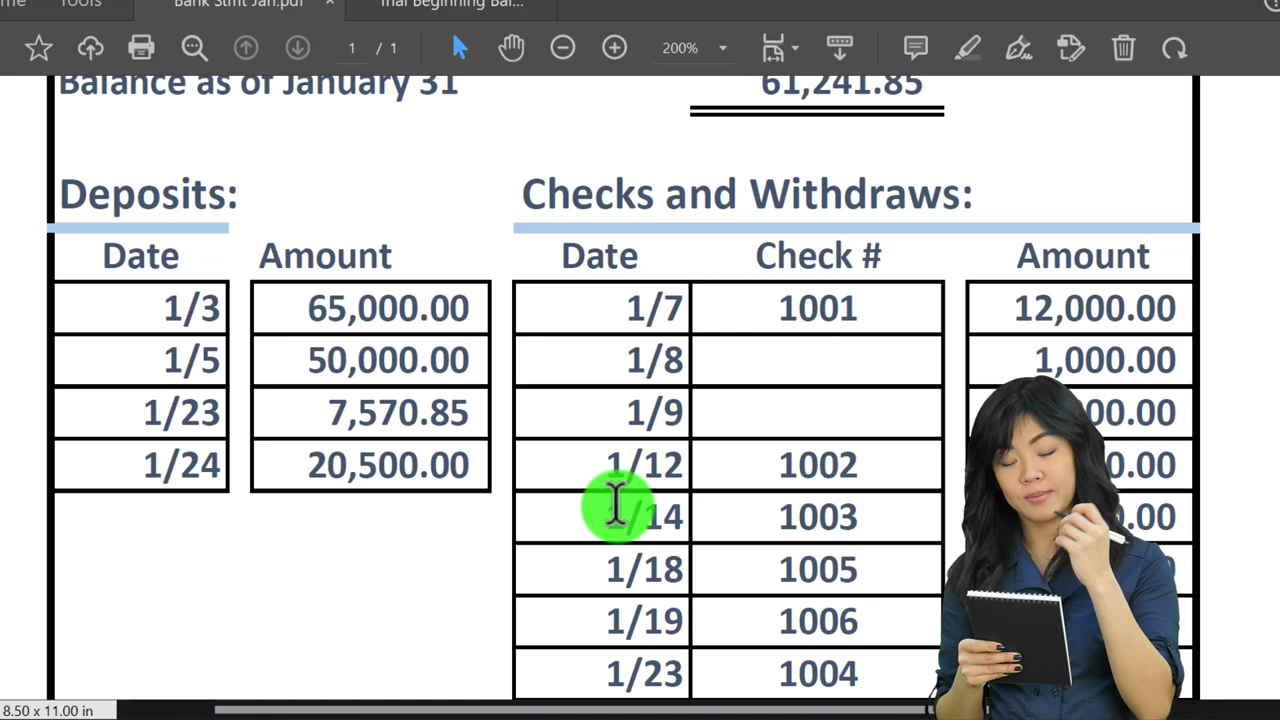 Tools
Bank Stmt Jan.pdf
1 / 1
200%
Balance as of January 31 61,241.85
Deposits: Checks and Withdraws:
Date Amount Date Check # Amount
1/3 65,000.00 1/7 1001 12,000.00
1/5 50,000.00 1/8 1,000.00
1/23 7,570.85 1/9
1/24 20,500.00 1/12 1002
1/14 1003
1/18 1005
1/19 1006
1/23 1004
8.50 x 11.00 in